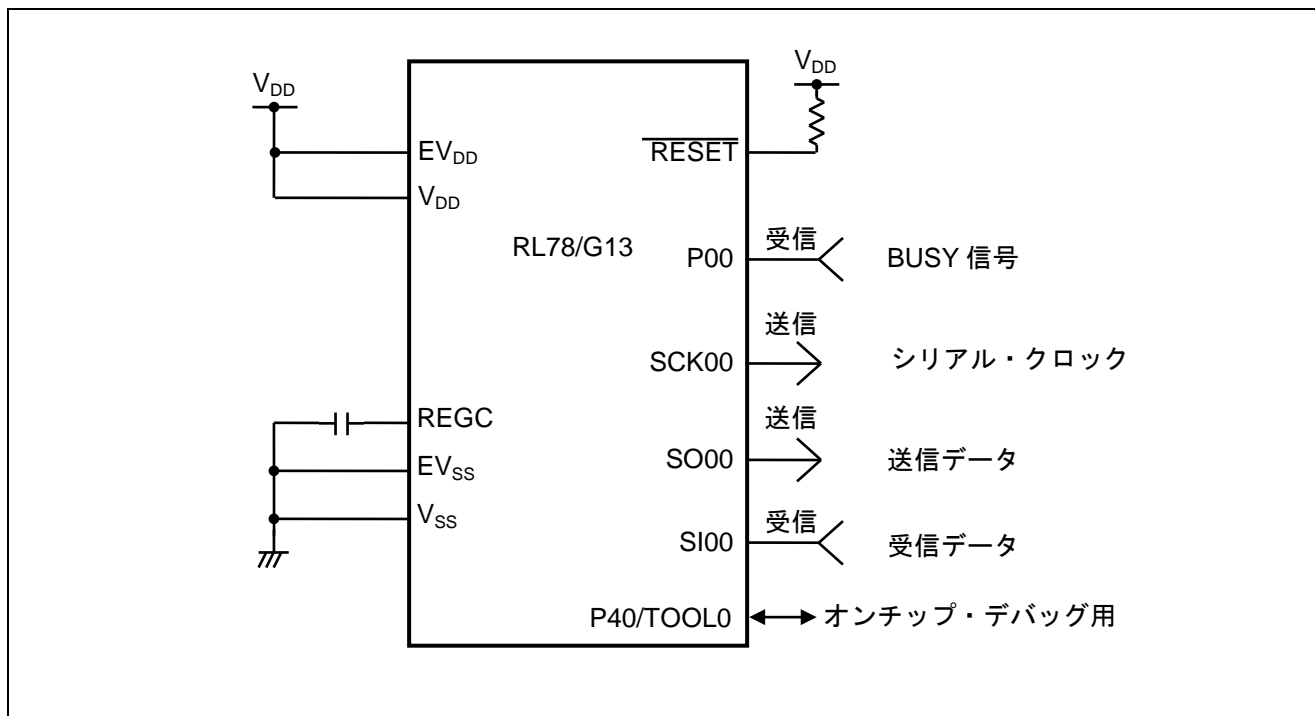 VDD
EVDD
VDD
REGC
EVSS
VSS
RL78/G13
VDD
RESET
P00
受信
BUSY 信号
SCK00
送信
シリアル・クロック
SO00
送信
送信データ
SI00
受信
受信データ
P40/TOOL0
オンチップ・デバッグ用